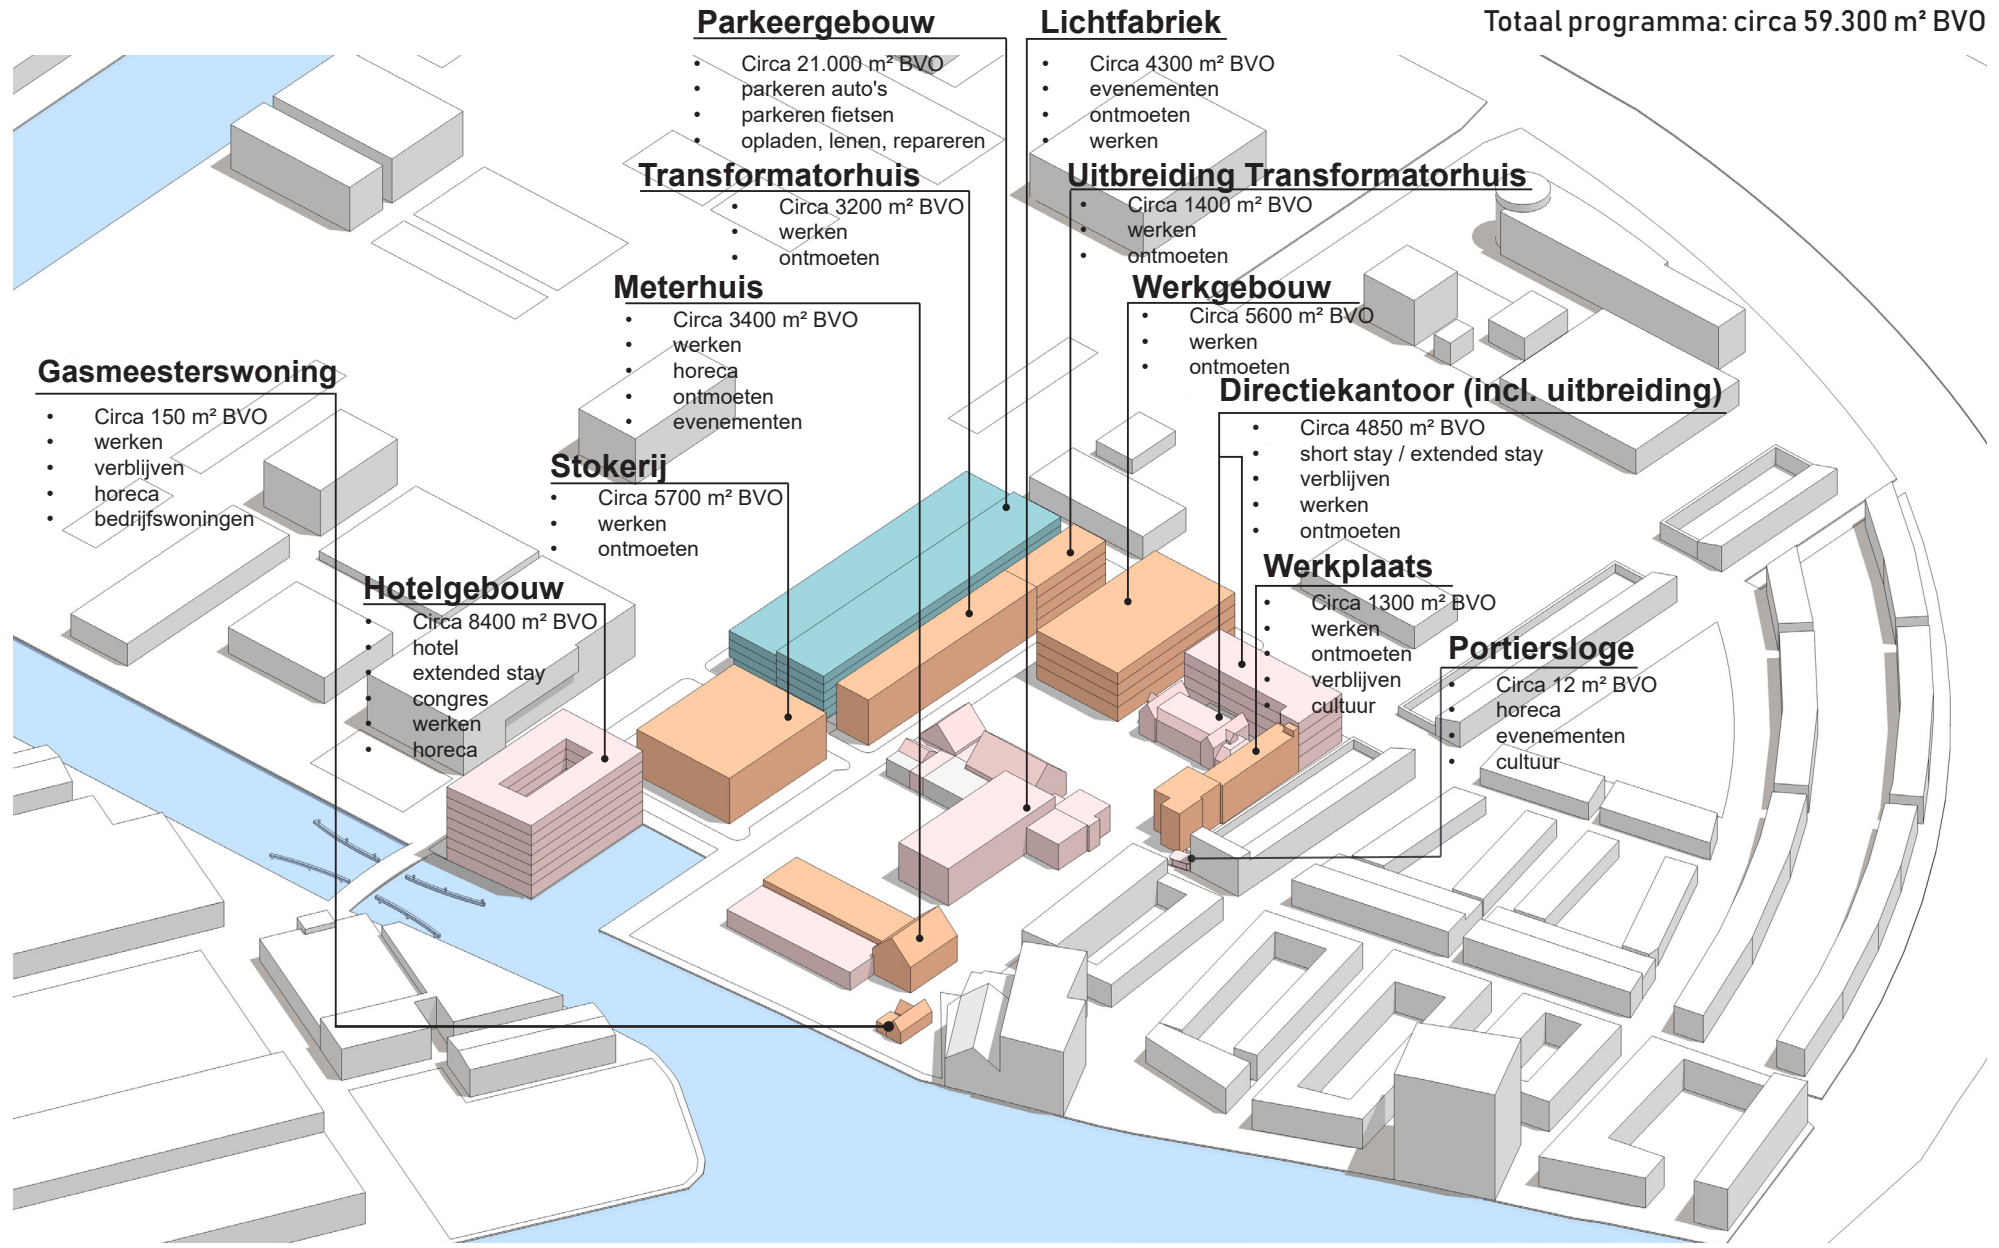 Totaal programma: circa 59.300 m² BVO
Parkeergebouw
• Circa 21.000 m² BVO
• parkeren auto's
• parkeren fietsen
• opladen, lenen, repareren
Lichtfabriek
• Circa 4300 m² BVO
• evenementen
• ontmoeten
• werken
Transformatorhuis
• Circa 3200 m² BVO
• werken
• ontmoeten
Uitbreiding Transformatorhuis
• Circa 1400 m² BVO
• werken
• ontmoeten
Meterhuis
• Circa 3400 m² BVO
• werken
• horeca
• ontmoeten
• evenementen
Werkgebouw
• Circa 5600 m² BVO
• werken
• ontmoeten
Gasmeesterswoning
• Circa 150 m² BVO
• werken
• verblijven
• horeca
• bedrijfswoningen
Directiekantoor (incl. uitbreiding)
• Circa 4850 m² BVO
• short stay / extended stay
• verblijven
• werken
• ontmoeten
Stokerij
• Circa 5700 m² BVO
• werken
• ontmoeten
Werkplaats
• Circa 1300 m² BVO
• werken
• ontmoeten
• verblijven
• cultuur
Hotelgebouw
• Circa 8400 m² BVO
• hotel
• extended stay
• congres
• werken
• horeca
Portiersloge
• Circa 12 m² BVO
• horeca
• evenementen
• cultuur